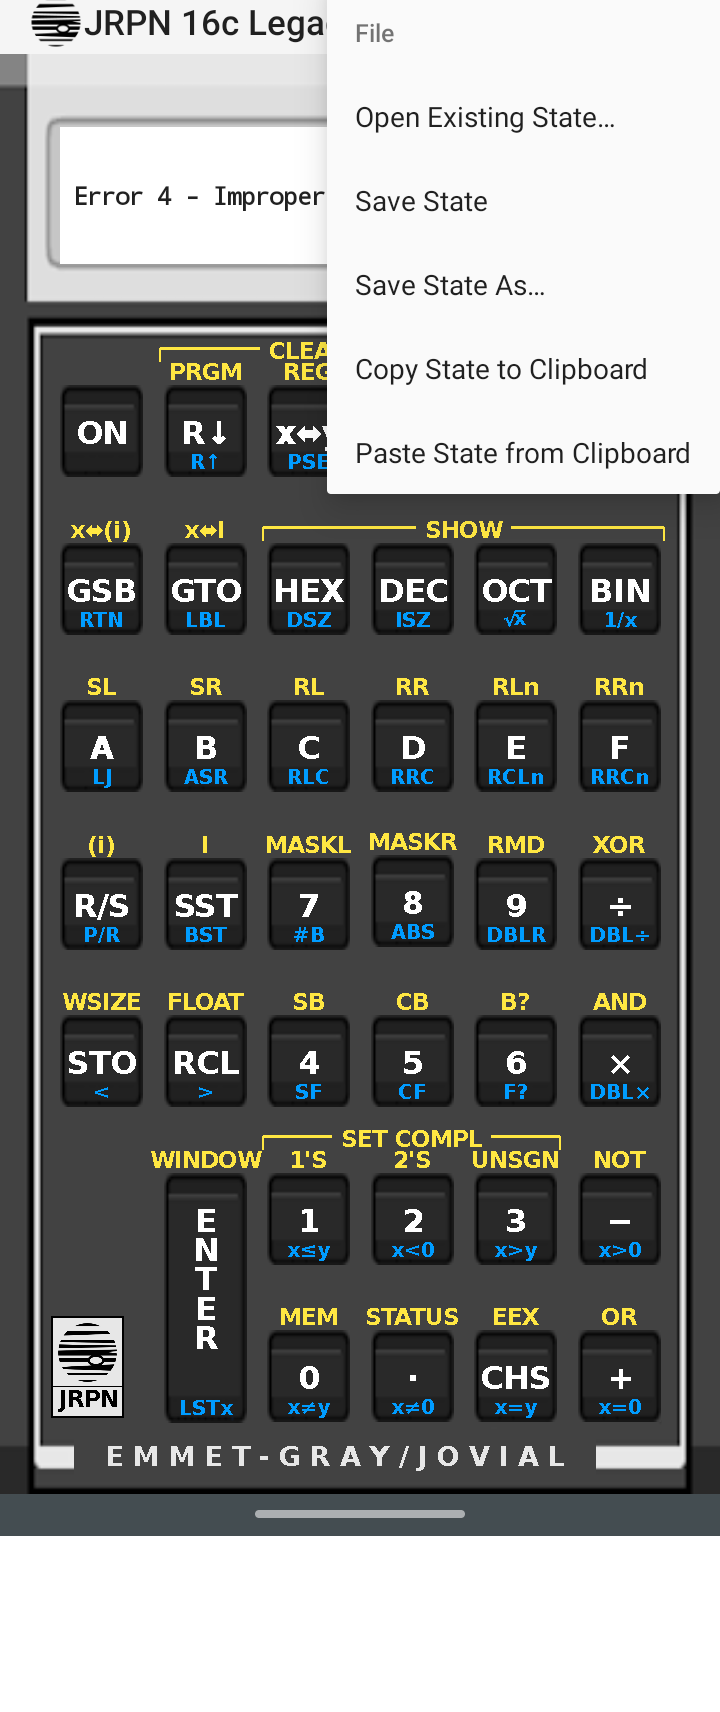 JRPN 16c Lega
File
Open Existing State...
Save State
Save State As...
Copy State to Clipboard
Paste State from Clipboard
Error 4 - Improper
CLEA
PRGM REG
ON R↓ x⬌y
R↑ PSE
x⬌(i) x⬌I SHOW
GSB GTO HEX DEC OCT BIN
RTN LBL DSZ ISZ √x 1/x
SL SR RL RR RLn RRn
A B C D E F
LJ ASR RLC RRC RCLn RRCn
(i) I MASKL MASKR RMD XOR
R/S SST 7 8 9 ÷
P/R BST #B ABS DBLR DBL÷
WSIZE FLOAT SB CB B? AND
STO RCL 4 5 6 ×
< > SF CF F? DBL×
SET COMPL
WINDOW 1'S 2'S UNSGN NOT
ENTER 1 2 3 −
x≤y x<0 x>y x>0
MEM STATUS EEX OR
0 · CHS +
LSTx x≠y x≠0 x=y x=0
JRPN
EMMET-GRAY/JOVIAL